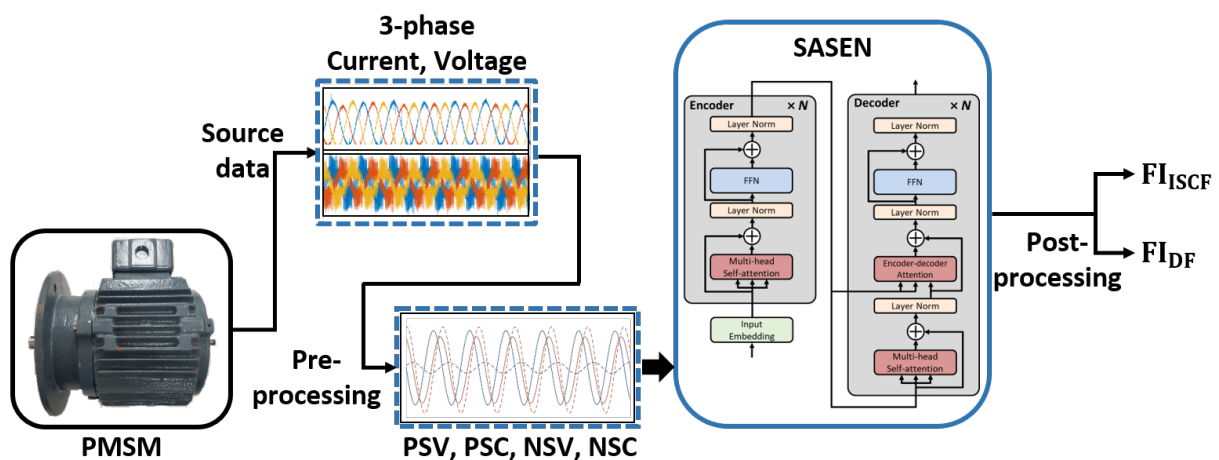 3-phase
Current, Voltage
Source
data
PMSM
Pre-
processing
PSV, PSC, NSV, NSC
SASEN
Encoder
× N
Layer Norm
FFN
Layer Norm
Multi-head
Self-attention
Input
Embedding
Decoder
× N
Layer Norm
FFN
Layer Norm
Encoder-decoder
Attention
Layer Norm
Multi-head
Self-attention
Post-
processing
FI_ISCF
FI_DF